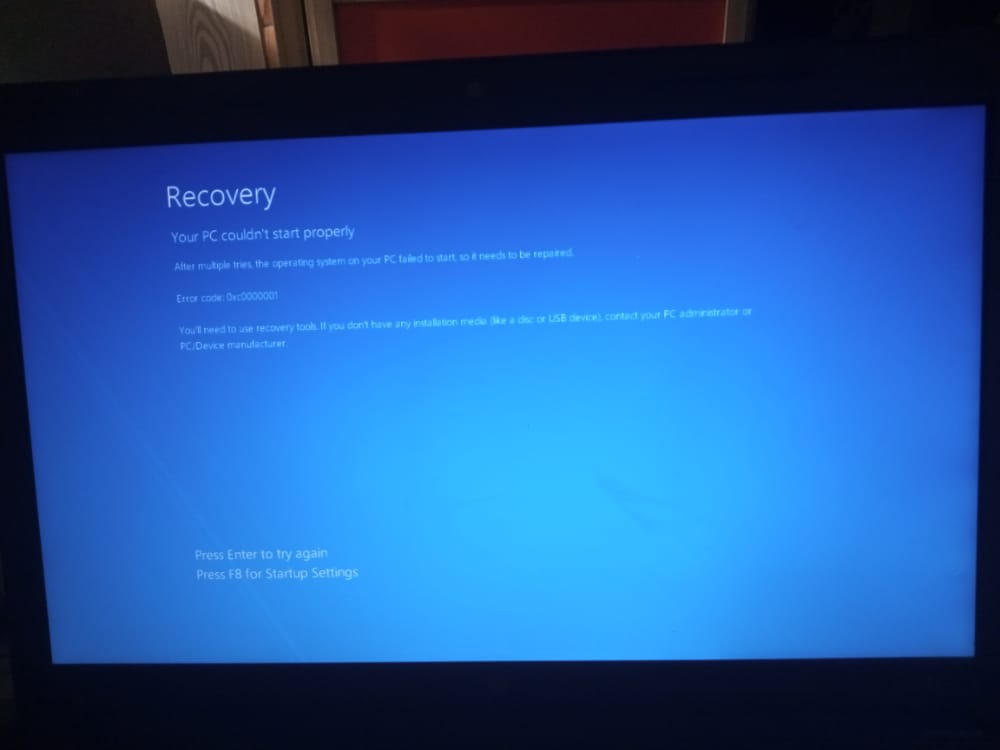 Recovery
Your PC couldn't start properly
After multiple tries, the operating system on your PC failed to start, so it needs to be repaired.
Error code: 0xc0000001
You'll need to use recovery tools. If you don't have any installation media (like a disc or USB device), contact your PC administrator or
PC/Device manufacturer.
Press Enter to try again
Press F8 for Startup Settings